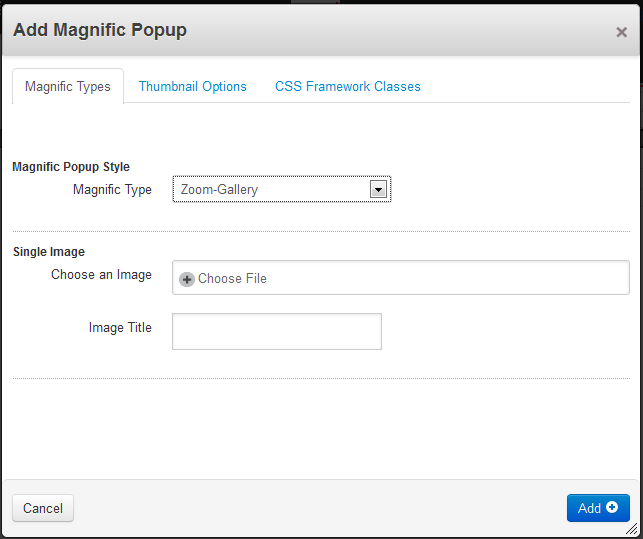 Add Magnific Popup ×
Magnific Types Thumbnail Options CSS Framework Classes
Magnific Popup Style
Magnific Type Zoom-Gallery
Single Image
Choose an Image Choose File
Image Title
Cancel Add